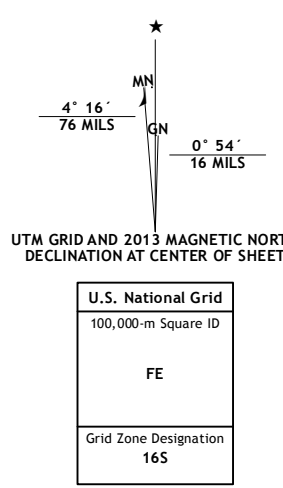 ★
MN
4° 16´
76 MILS
GN
0° 54´
16 MILS
UTM GRID AND 2013 MAGNETIC NORT
DECLINATION AT CENTER OF SHEET
U.S. National Grid
100,000-m Square ID
FE
Grid Zone Designation
16S